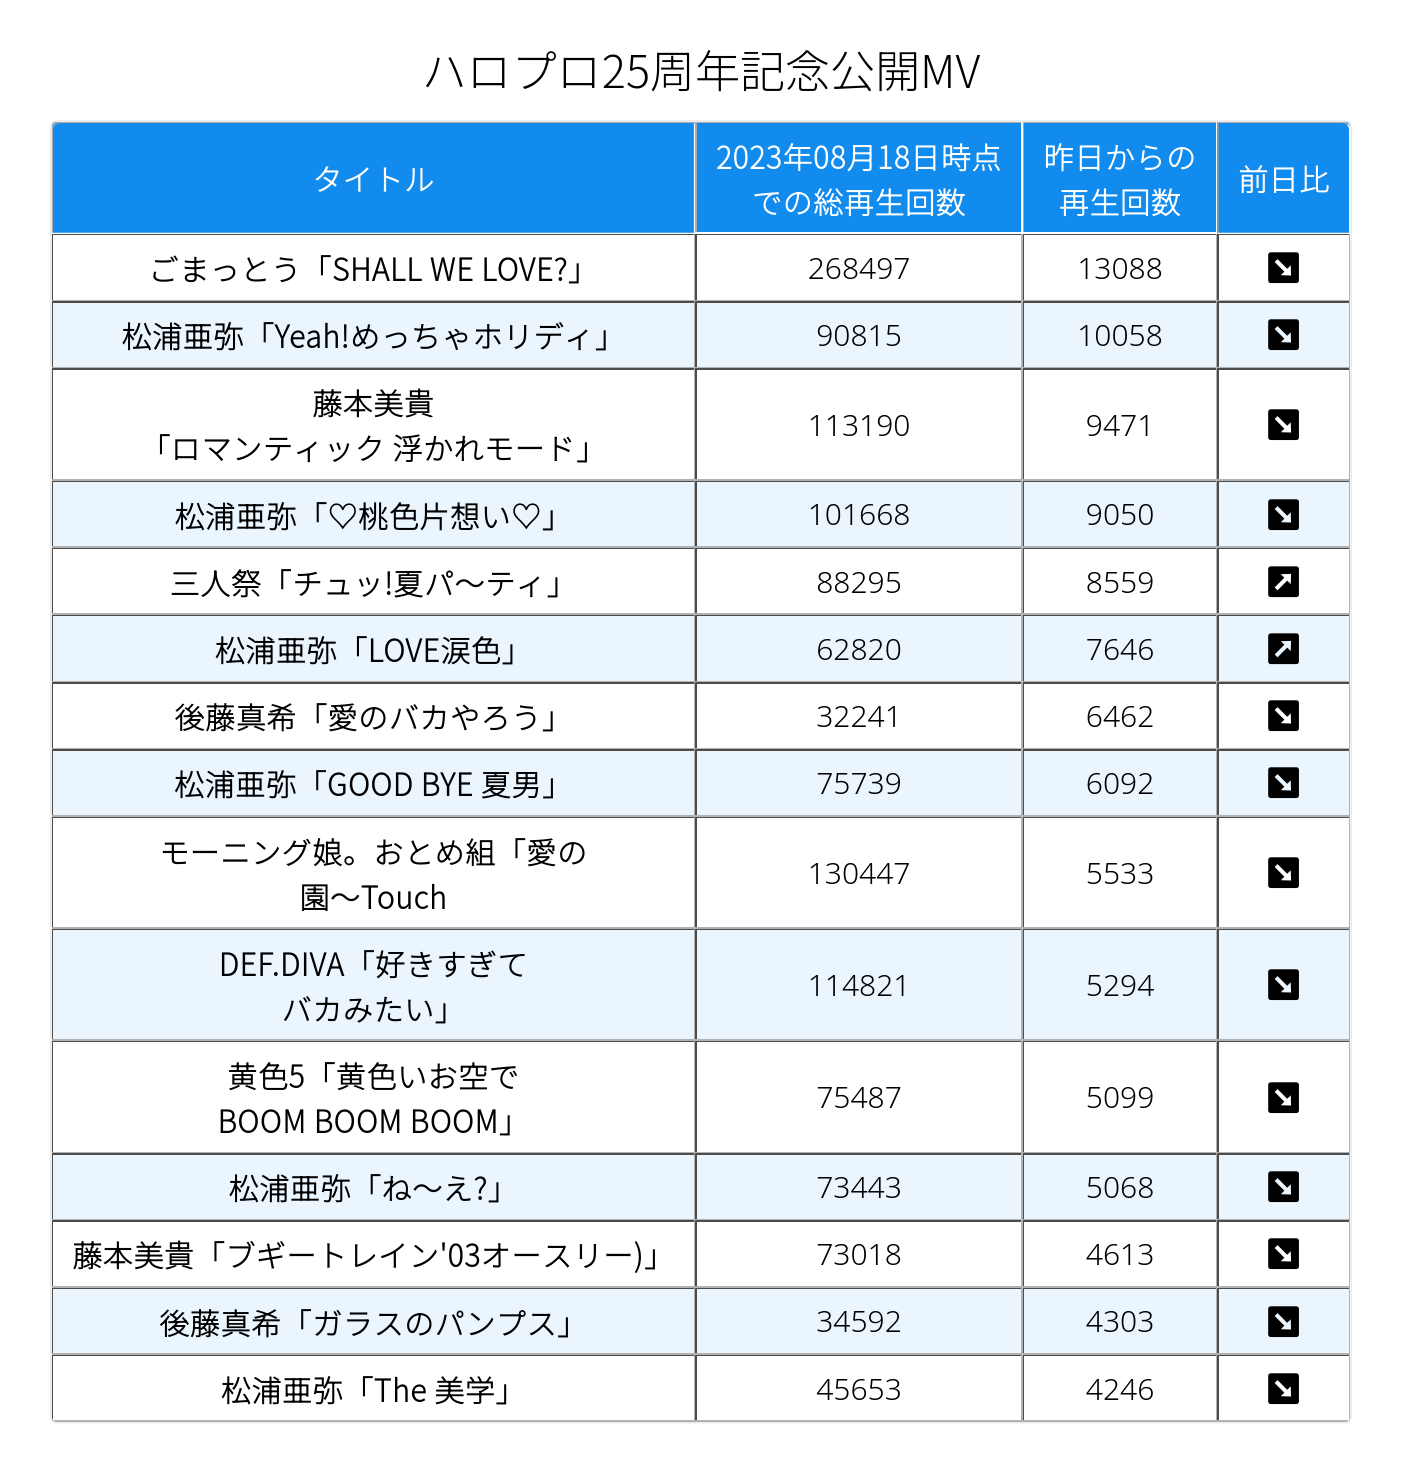 ハロプロ25周年記念公開MV
タイトル
2023年08月18日時点
での総再生回数
昨日からの
再生回数
前日比
ごまっとう「SHALL WE LOVE?」
268497
13088
松浦亜弥「Yeah!めっちゃホリディ」
90815
10058
藤本美貴
「ロマンティック 浮かれモード」
113190
9471
松浦亜弥「♡桃色片想い♡」
101668
9050
三人祭「チュッ!夏パ〜ティ」
88295
8559
松浦亜弥「LOVE涙色」
62820
7646
後藤真希「愛のバカやろう」
32241
6462
松浦亜弥「GOOD BYE 夏男」
75739
6092
モーニング娘。おとめ組「愛の
園〜Touch
130447
5533
DEF.DIVA「好きすぎて
バカみたい」
114821
5294
黄色5「黄色いお空で
BOOM BOOM BOOM」
75487
5099
松浦亜弥「ね〜え?」
73443
5068
藤本美貴「ブギートレイン'03オースリー)」
73018
4613
後藤真希「ガラスのパンプス」
34592
4303
松浦亜弥「The 美学」
45653
4246